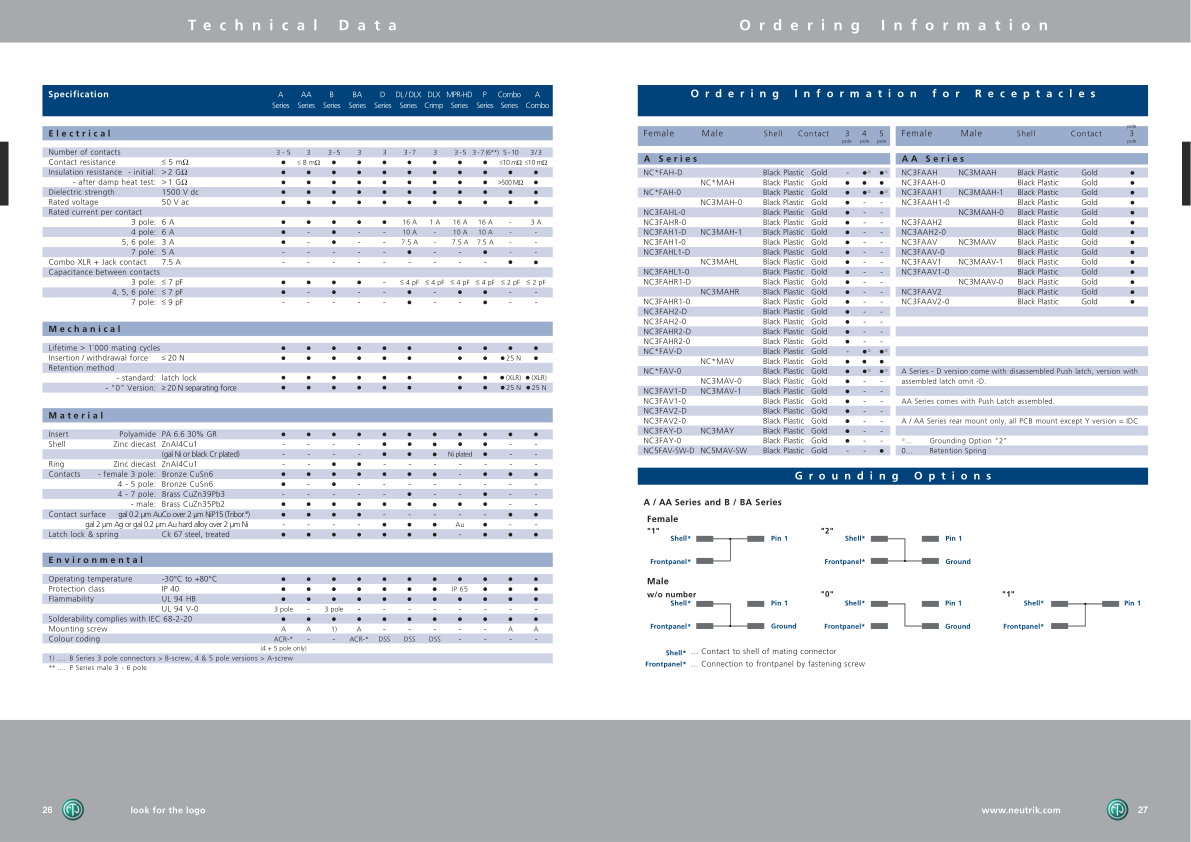 Technical Data
Specification A Series AA Series B Series BA Series D Series DL/DLX Series DLX Crimp MPR-HD Series P Series Combo Series A Combo
Electrical
Number of contacts 3 - 5 3 3 - 5 3 3 3 - 7 3 3 - 5 3 - 7 (6**) 5 - 10 3 / 3
Contact resistance ≤ 5 mΩ ● ≤ 8 mΩ ● ● ● ● ● ● ● ≤10 mΩ ≤10 mΩ
Insulation resistance - initial: > 2 GΩ ● ● ● ● ● ● ● ● ● ● ●
- after damp heat test: > 1 GΩ ● ● ● ● ● ● ● ● ● >500 MΩ ●
Dielectric strength 1500 V dc ● ● ● ● ● ● ● ● ● ● ●
Rated voltage 50 V ac ● ● ● ● ● ● ● ● ● ● ●
Rated current per contact
3 pole: 6 A ● ● ● ● ● 16 A 1 A 16 A 16 A - 3 A
4 pole: 6 A ● - ● - - 10 A - 10 A 10 A - -
5, 6 pole: 3 A ● - ● - - 7.5 A - 7.5 A 7.5 A - -
7 pole: 5 A - - - - - ● - - ● - -
Combo XLR + Jack contact 7.5 A - - - - - - - - - ● ●
Capacitance between contacts
3 pole: ≤ 7 pF ● ● ● ● - ≤ 4 pF ≤ 4 pF ≤ 4 pF ≤ 4 pF ≤ 2 pF ≤ 2 pF
4, 5, 6 pole: ≤ 7 pF ● - ● - - ● - ● ● - -
7 pole: ≤ 9 pF - - - - - ● - - ● - -
Mechanical
Lifetime > 1'000 mating cycles ● ● ● ● ● ● ● ● ● ●
Insertion / withdrawal force ≤ 20 N ● ● ● ● ● ● ● ● ● 25 N ●
Retention method
- standard: latch lock ● ● ● ● ● ● ● ● ● (XLR) ● (XLR)
- "0" Version: ≥ 20 N separating force ● ● ● ● ● ● ● ● ● 25 N ● 25 N
Material
Insert Polyamide PA 6.6 30% GR ● ● ● ● ● ● ● ● ● ● ●
Shell Zinc diecast ZnAl4Cu1 - - - - ● ● ● ● ● - -
(gal Ni or black Cr plated) - - - - ● ● ● Ni plated ● - -
Ring Zinc diecast ZnAl4Cu1 - - ● ● - - - - - - -
Contacts - female 3 pole: Bronze CuSn6 ● ● ● ● ● ● ● ● ● ● ●
4 - 5 pole: Bronze CuSn6 ● - ● - - - - - - - -
4 - 7 pole: Brass CuZn39Pb3 - - - - - ● - - ● - -
- male: Brass CuZn35Pb2 ● ● ● ● ● ● ● ● ● - -
Contact surface gal 0.2 µm AuCo over 2 µm NiP15 (Tribor*) ● ● ● ● - - - - - ● ●
gal 2 µm Ag or gal 0.2 µm Au hard alloy over 2 µm Ni - - - - ● ● ● Au ● - -
Latch lock & spring Ck 67 steel, treated ● ● ● ● ● ● ● - ● ● ●
Environmental
Operating temperature -30°C to +80°C ● ● ● ● ● ● ● ● ● ● ●
Protection class IP 40 ● ● ● ● ● ● ● IP 65 ● ● ●
Flammability UL 94 HB ● ● ● ● ● ● ● ● ● ● ●
UL 94 V-0 3 pole - 3 pole - - - - - - - -
Solderability complies with IEC 68-2-20 ● ● ● ● ● ● ● ● ● ● ●
Mounting screw A A 1) A - - - - - A A
Colour coding ACR-* - - ACR-* DSS DSS DSS - - - -
(4 + 5 pole only)
1) .... B Series 3 pole connectors > B-screw, 4 & 5 pole versions > A-screw
** .... P Series male 3 - 6 pole
26 look for the logo
Ordering Information
Ordering Information for Receptacles
Female Male Shell Contact 3 pole 4 pole 5 pole
A Series
NC*FAH-D Black Plastic Gold - ● ●
NC*MAH Black Plastic Gold ● ● ●
NC*FAH-0 Black Plastic Gold ● ● ●
NC3MAH-0 Black Plastic Gold ● - -
NC3FAHL-0 Black Plastic Gold ● - -
NC3FAHR-0 Black Plastic Gold ● - -
NC3FAH1-D NC3MAH-1 Black Plastic Gold ● - -
NC3FAH1-0 Black Plastic Gold ● - -
NC3FAHL1-D Black Plastic Gold ● - -
NC3MAHL Black Plastic Gold ● - -
NC3FAHL1-0 Black Plastic Gold ● - -
NC3FAHR1-D Black Plastic Gold ● - -
NC3MAHR Black Plastic Gold ● - -
NC3FAHR1-0 Black Plastic Gold ● - -
NC3FAH2-D Black Plastic Gold ● - -
NC3FAH2-0 Black Plastic Gold ● - -
NC3FAHR2-D Black Plastic Gold ● - -
NC3FAHR2-0 Black Plastic Gold ● - -
NC*FAV-D Black Plastic Gold - ● ●
NC*MAV Black Plastic Gold ● ● ●
NC*FAV-0 Black Plastic Gold ● ● ●
NC3MAV-0 Black Plastic Gold ● - -
NC3FAV1-D NC3MAV-1 Black Plastic Gold ● - -
NC3FAV1-0 Black Plastic Gold ● - -
NC3FAV2-D Black Plastic Gold ● - -
NC3FAV2-0 Black Plastic Gold ● - -
NC3FAY-D NC3MAY Black Plastic Gold ● - -
NC3FAY-0 Black Plastic Gold ● - -
NC5FAV-SW-D NC5MAV-SW Black Plastic Gold - - ●
Female Male Shell Contact pole 3 pole
AA Series
NC3FAAH NC3MAAH Black Plastic Gold ●
NC3FAAH-0 Black Plastic Gold ●
NC3FAAH1 NC3MAAH-1 Black Plastic Gold ●
NC3FAAH1-0 Black Plastic Gold ●
NC3MAAH-0 Black Plastic Gold ●
NC3FAAH2 Black Plastic Gold ●
NC3AAH2-0 Black Plastic Gold ●
NC3FAAV NC3MAAV Black Plastic Gold ●
NC3FAAV-0 Black Plastic Gold ●
NC3FAAV1 NC3MAAV-1 Black Plastic Gold ●
NC3FAAV1-0 Black Plastic Gold ●
NC3MAAV-0 Black Plastic Gold ●
NC3FAAV2 Black Plastic Gold ●
NC3FAAV2-0 Black Plastic Gold ●
A Series - D version come with disassembled Push latch, version with
assembled latch omit -D.
AA Series comes with Push Latch assembled.
A / AA Series rear mount only, all PCB mount except Y version = IDC
°... Grounding Option "2"
0... Retention Spring
Grounding Options
A / AA Series and B / BA Series
Female
"1" "2"
Shell* Pin 1 Shell* Pin 1
Frontpanel* Frontpanel* Ground
Male
w/o number "0" "1"
Shell* Pin 1 Shell* Pin 1 Shell* Pin 1
Frontpanel* Ground Frontpanel* Ground Frontpanel*
Shell* ... Contact to shell of mating connector
Frontpanel* ... Connection to frontpanel by fastening screw
www.neutrik.com 27